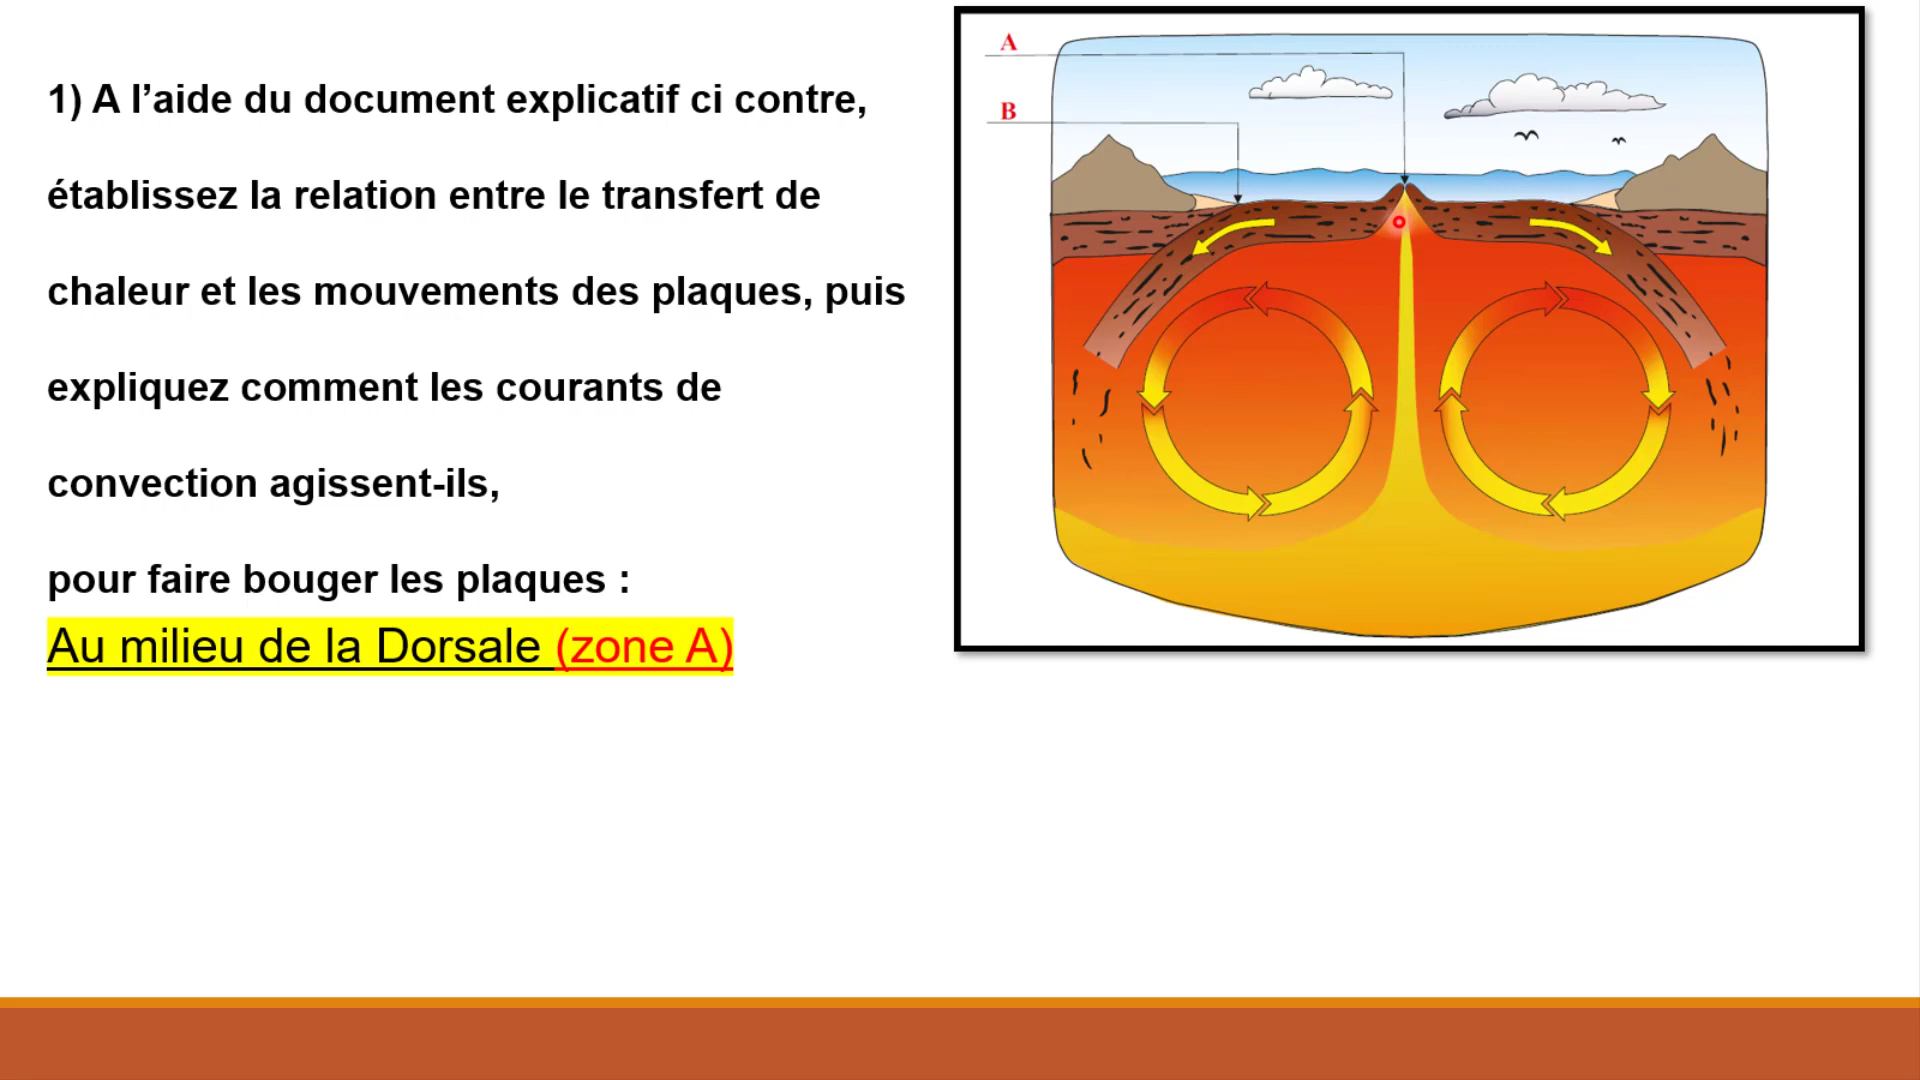 1) A l’aide du document explicatif ci contre,
établissez la relation entre le transfert de
chaleur et les mouvements des plaques, puis
expliquez comment les courants de
convection agissent-ils,
pour faire bouger les plaques :
Au milieu de la Dorsale (zone A)
A
B